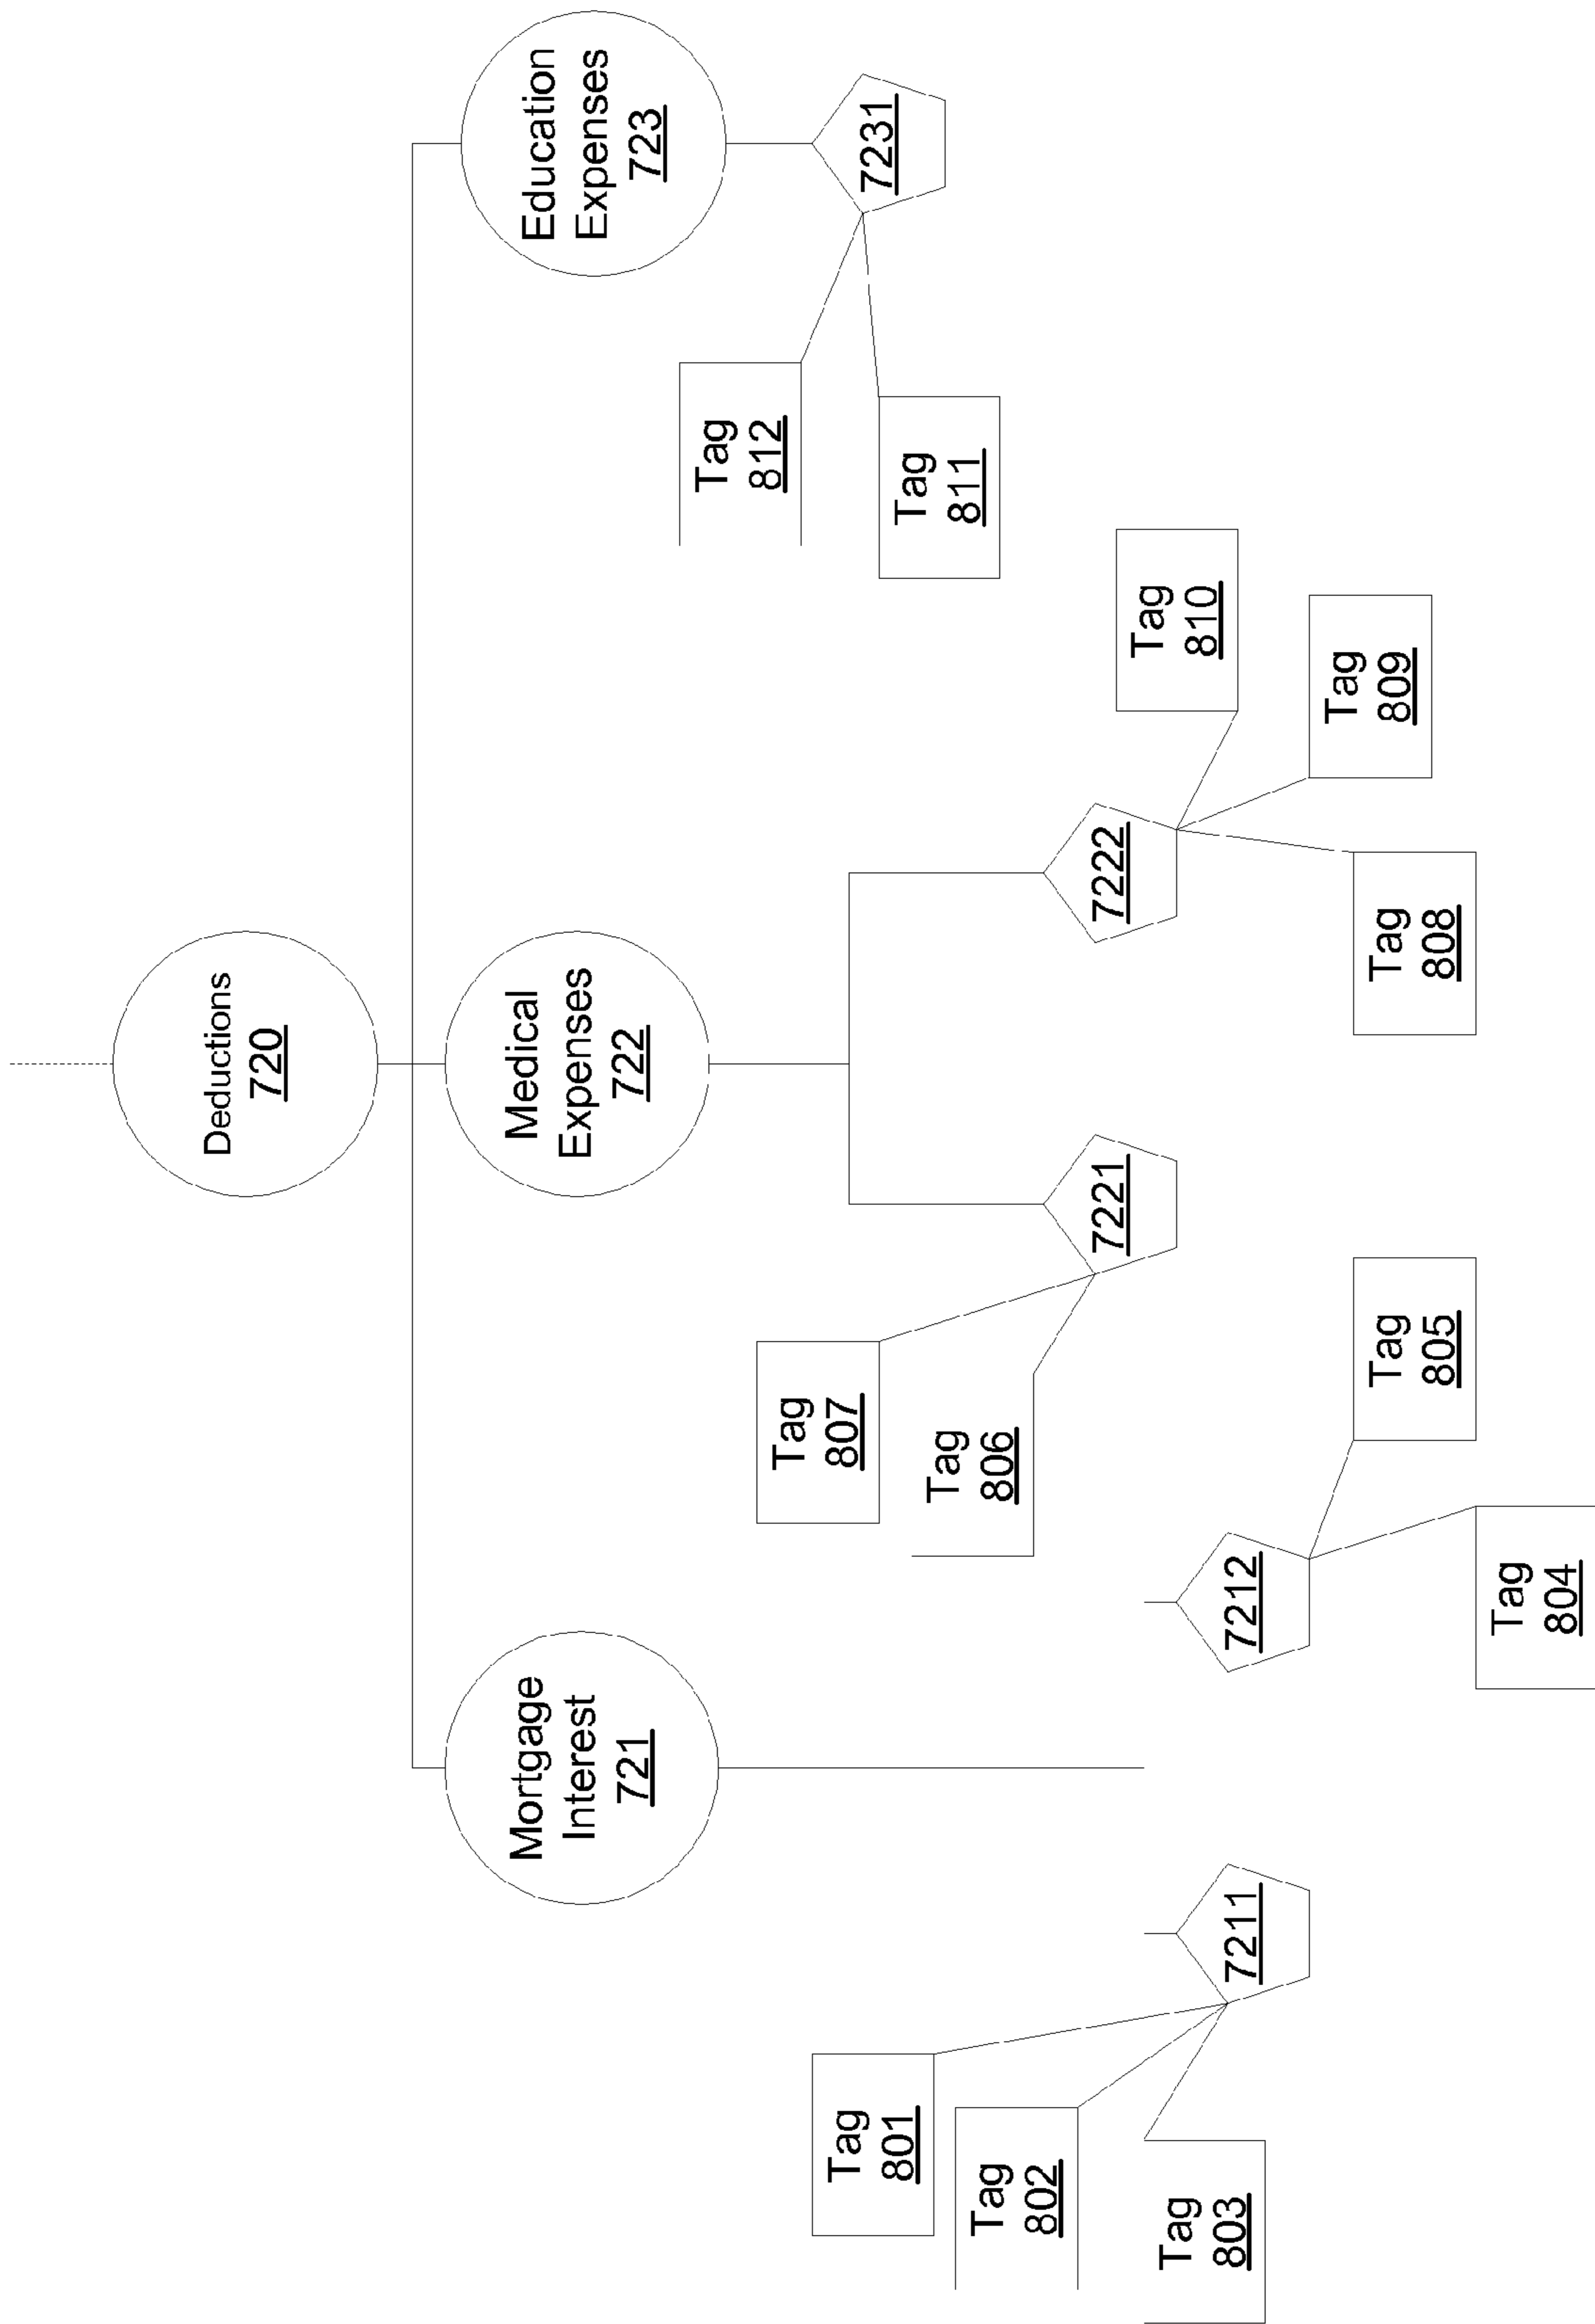 Deductions
720
Mortgage
Interest
721
Medical
Expenses
722
Education
Expenses
723
7211
7212
7221
7222
7231
Tag
801
Tag
802
Tag
803
Tag
804
Tag
805
Tag
806
Tag
807
Tag
808
Tag
809
Tag
810
Tag
811
Tag
812